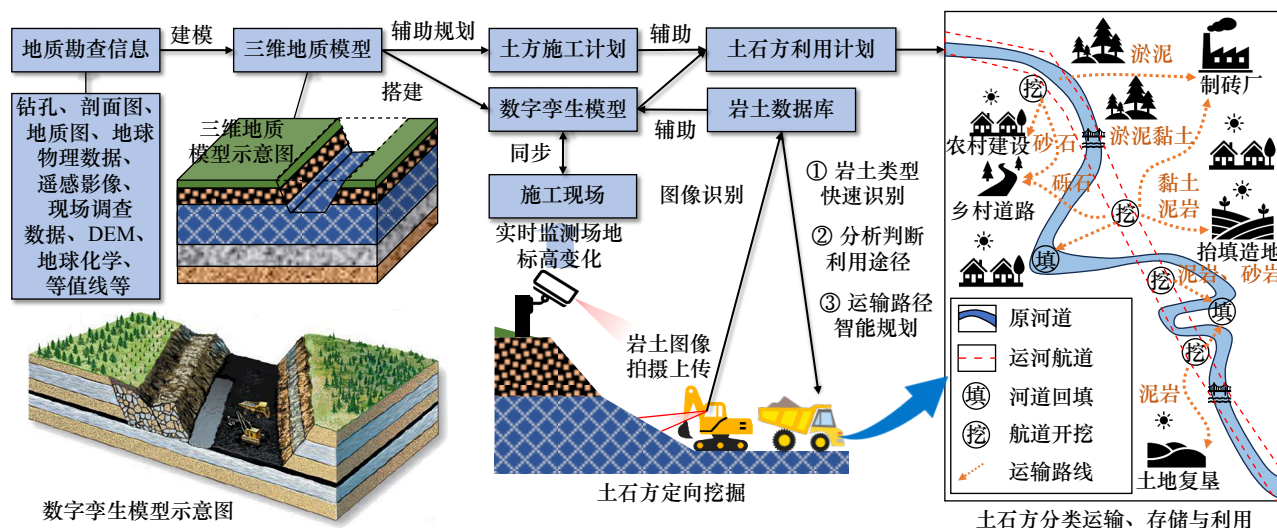 地质勘查信息
建模
三维地质模型
辅助规划
土方施工计划
辅助
土石方利用计划
搭建
数字孪生模型
辅助
岩土数据库
钻孔、剖面图、
地质图、地球
物理数据、
遥感影像、
现场调查
数据、DEM、
地球化学、
等值线等
三维地质
模型示意图
同步
施工现场
实时监测场地
标高变化
图像识别
① 岩土类型
快速识别
② 分析判断
利用途径
③ 运输路径
智能规划
岩土图像
拍摄上传
数字孪生模型示意图
土石方定向挖掘
淤泥
制砖厂
挖
农村建设
砂石
淤泥黏土
砾石
黏土
泥岩
乡村道路
挖
抬填造地
填
挖
泥岩、砂岩
填
挖
泥岩
土地复垦
原河道
运河航道
填
河道回填
挖
航道开挖
运输路线
土石方分类运输、存储与利用